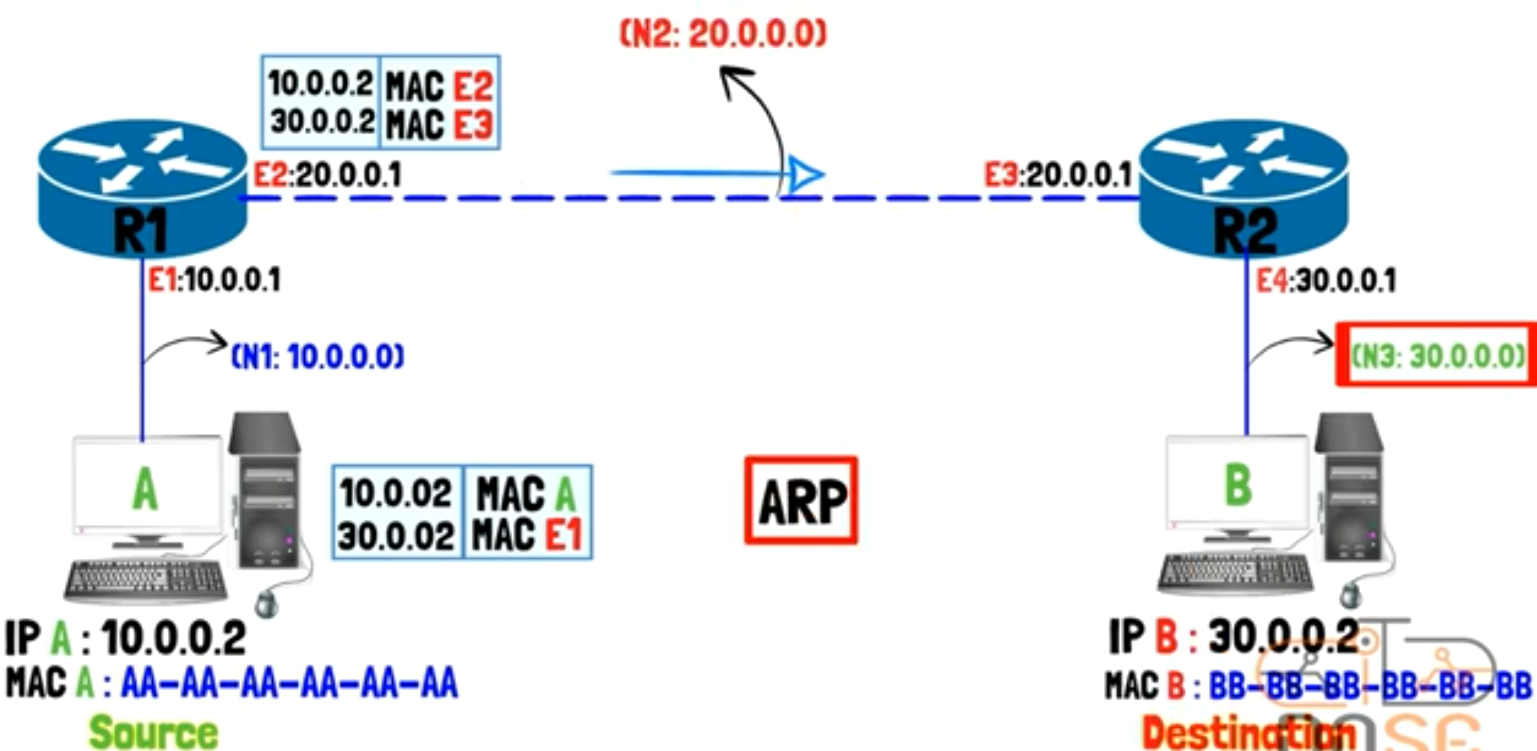 (N2: 20.0.0.0)
10.0.0.2 MAC E2
30.0.0.2 MAC E3
E2:20.0.0.1
E3:20.0.0.1
R1
R2
E1:10.0.0.1
E4:30.0.0.1
(N1: 10.0.0.0)
(N3: 30.0.0.0)
A
10.0.02 MAC A
30.0.02 MAC E1
ARP
B
IP A : 10.0.0.2
MAC A : AA-AA-AA-AA-AA-AA
Source
IP B : 30.0.0.2
MAC B : BB-BB-BB-BB-BB-BB
Destination